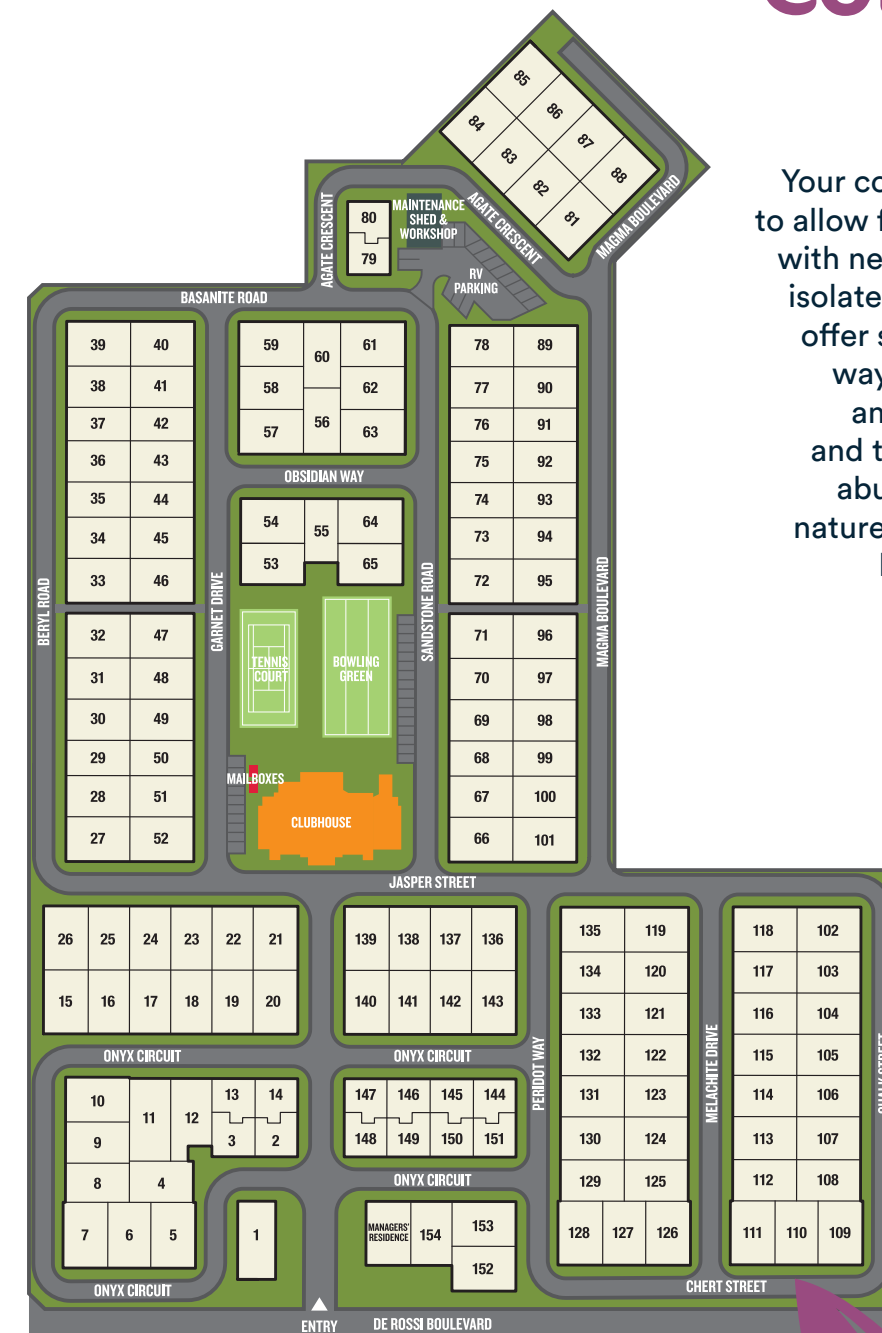 Your co
to allow f
with ne
isolate
offer s
way
an
and t
abu
nature
85
86
87
88
84
83
82
81
MAGMA BOULEVARD
AGATE CRESCENT
AGATE CRESCENT
80
79
MAINTENANCE
SHED &
WORKSHOP
RV
PARKING
BASANITE ROAD
39 40
38 41
37 42
36 43
35 44
34 45
33 46
32 47
31 48
30 49
29 50
28 51
27 52
BERYL ROAD
GARNET DRIVE
59 60 61
58 62
57 56 63
OBSIDIAN WAY
54 55 64
53 65
TENNIS
COURT
BOWLING
GREEN
MAILBOXES
CLUBHOUSE
SANDSTONE ROAD
78 89
77 90
76 91
75 92
74 93
73 94
72 95
71 96
70 97
69 98
68 99
67 100
66 101
MAGMA BOULEVARD
JASPER STREET
26 25 24 23 22 21
15 16 17 18 19 20
139 138 137 136
140 141 142 143
ONYX CIRCUIT
ONYX CIRCUIT
10 11 12 13 14
9 3 2
8 4
7 6 5
1
ONYX CIRCUIT
147 146 145 144
148 149 150 151
ONYX CIRCUIT
MANAGERS'
RESIDENCE
154 153
152
PERIDOT WAY
135 119
134 120
133 121
132 122
131 123
130 124
129 125
128 127 126
MELACHITE DRIVE
118 102
117 103
116 104
115 105
114 106
113 107
112 108
111 110 109
CHERT STREET
ENTRY
DE ROSSI BOULEVARD